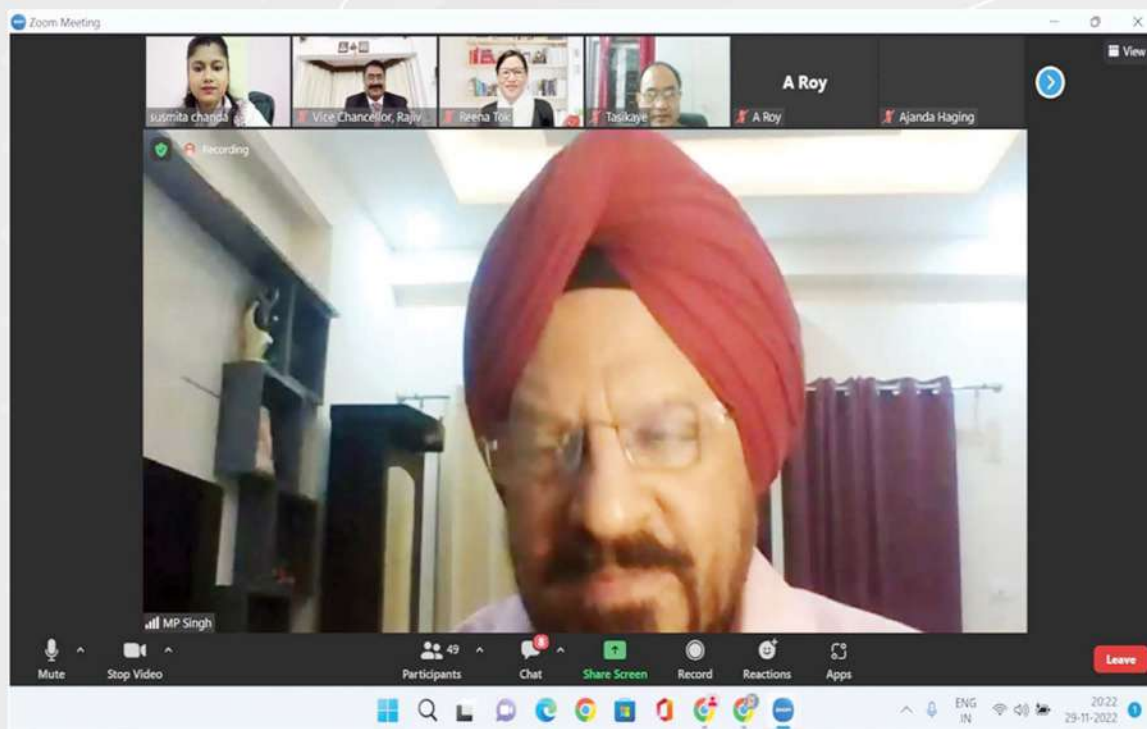 Zoom Meeting
View
susmita chanda
Vice Chancellor, Rajiv...
Reena Tok
Tasikaye
A Roy
A Roy
Ajanda Haging
Recording
MP Singh
Mute
Stop Video
49
Participants
8
Chat
Share Screen
Record
Reactions
Apps
Leave
zoom
ENG
IN
20:22
29-11-2022
1